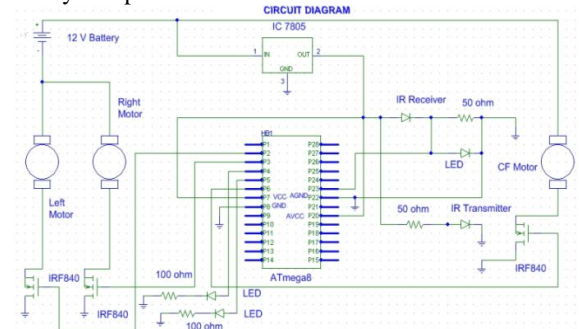 CIRCUIT DIAGRAM
IC 7805
12 V Battery
1 IN OUT 2
GND
3
Right
Motor
IR Receiver
50 ohm
LED
CF Motor
Left
Motor
P1 P28
P2 P27
P3 P26
P4 P25
P5 P24
P6 P23
P7 VCC AGND P22
P8 GND P21
P9 AVCC P20
P10 P19
P11 P18
P12 P17
P13 P16
P14 P15
ATmega8
50 ohm
IR Transmitter
IRF840
IRF840
IRF840
100 ohm
LED
LED
100 ohm